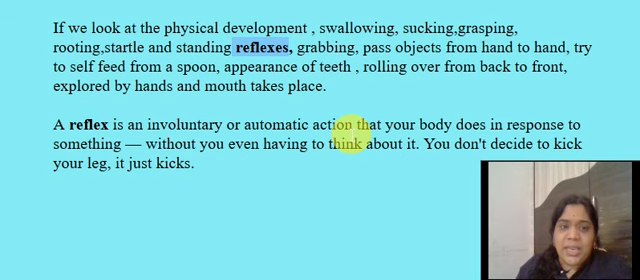 If we look at the physical development , swallowing, sucking,grasping,
rooting,startle and standing reflexes, grabbing, pass objects from hand to hand, try
to self feed from a spoon, appearance of teeth , rolling over from back to front,
explored by hands and mouth takes place.
A reflex is an involuntary or automatic action that your body does in response to
something — without you even having to think about it. You don't decide to kick
your leg, it just kicks.